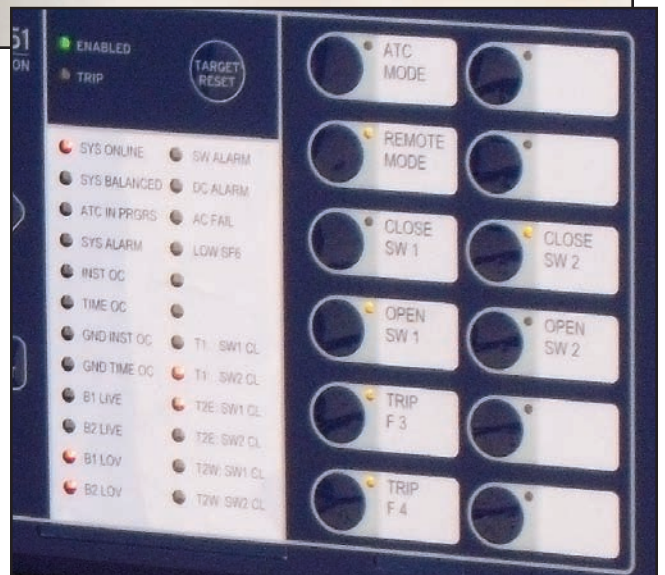 51
ON
ENABLED
TRIP
TARGET
RESET
SYS ONLINE
SYS BALANCED
ATC IN PRGRS
SYS ALARM
INST OC
TIME OC
GND INST OC
GND TIME OC
B1 LIVE
B2 LIVE
B1 LOV
B2 LOV
SW ALARM
DC ALARM
AC FAIL
LOW SF6
T1: SW1 CL
T1: SW2 CL
T2E: SW1 CL
T2E: SW2 CL
T2W: SW1 CL
T2W: SW2 CL
ATC
MODE
REMOTE
MODE
CLOSE
SW 1
OPEN
SW 1
TRIP
F 3
TRIP
F 4
CLOSE
SW 2
OPEN
SW 2